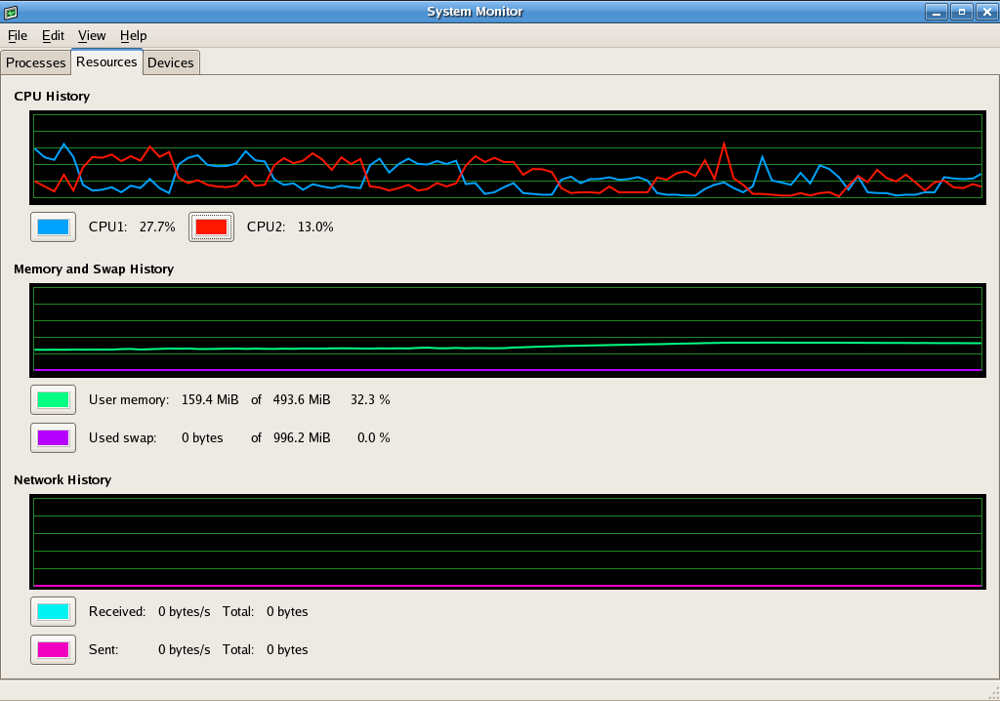 System Monitor
File Edit View Help
Processes Resources Devices
CPU History
CPU1: 27.7% CPU2: 13.0%
Memory and Swap History
User memory: 159.4 MiB of 493.6 MiB 32.3 %
Used swap: 0 bytes of 996.2 MiB 0.0 %
Network History
Received: 0 bytes/s Total: 0 bytes
Sent: 0 bytes/s Total: 0 bytes